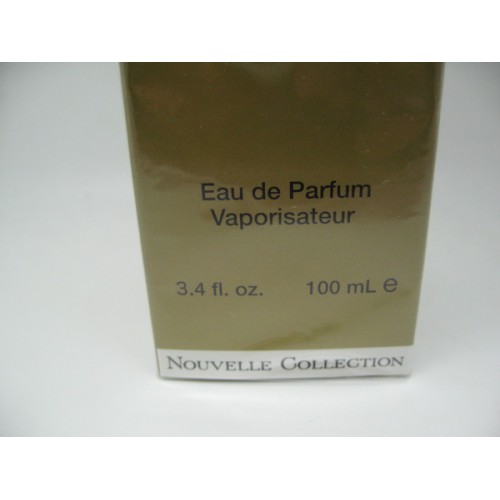 Eau de Parfum
Vaporisateur
3.4 fl. oz. 100 mL ℮
NOUVELLE COLLECTION